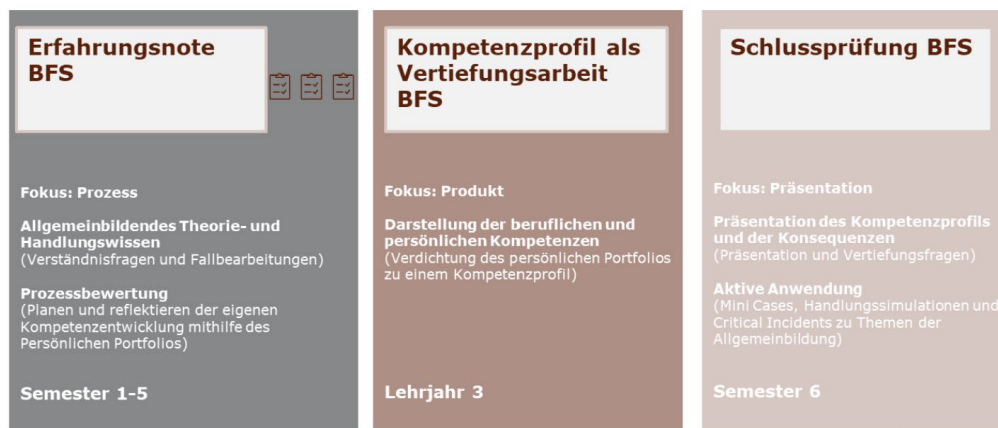 Erfahrungsnote
BFS
Fokus: Prozess
Allgemeinbildendes Theorie- und
Handlungswissen
(Verständnisfragen und Fallbearbeitungen)
Prozessbewertung
(Planen und reflektieren der eigenen
Kompetenzentwicklung mithilfe des
Persönlichen Portfolios)
Semester 1-5
Kompetenzprofil als
Vertiefungsarbeit
BFS
Fokus: Produkt
Darstellung der beruflichen und
persönlichen Kompetenzen
(Verdichtung des persönlichen Portfolios
zu einem Kompetenzprofil)
Lehrjahr 3
Schlussprüfung BFS
Fokus: Präsentation
Präsentation des Kompetenzprofils
und der Konsequenzen
(Präsentation und Vertiefungsfragen)
Aktive Anwendung
(Mini Cases, Handlungssimulationen und
Critical Incidents zu Themen der
Allgemeinbildung)
Semester 6